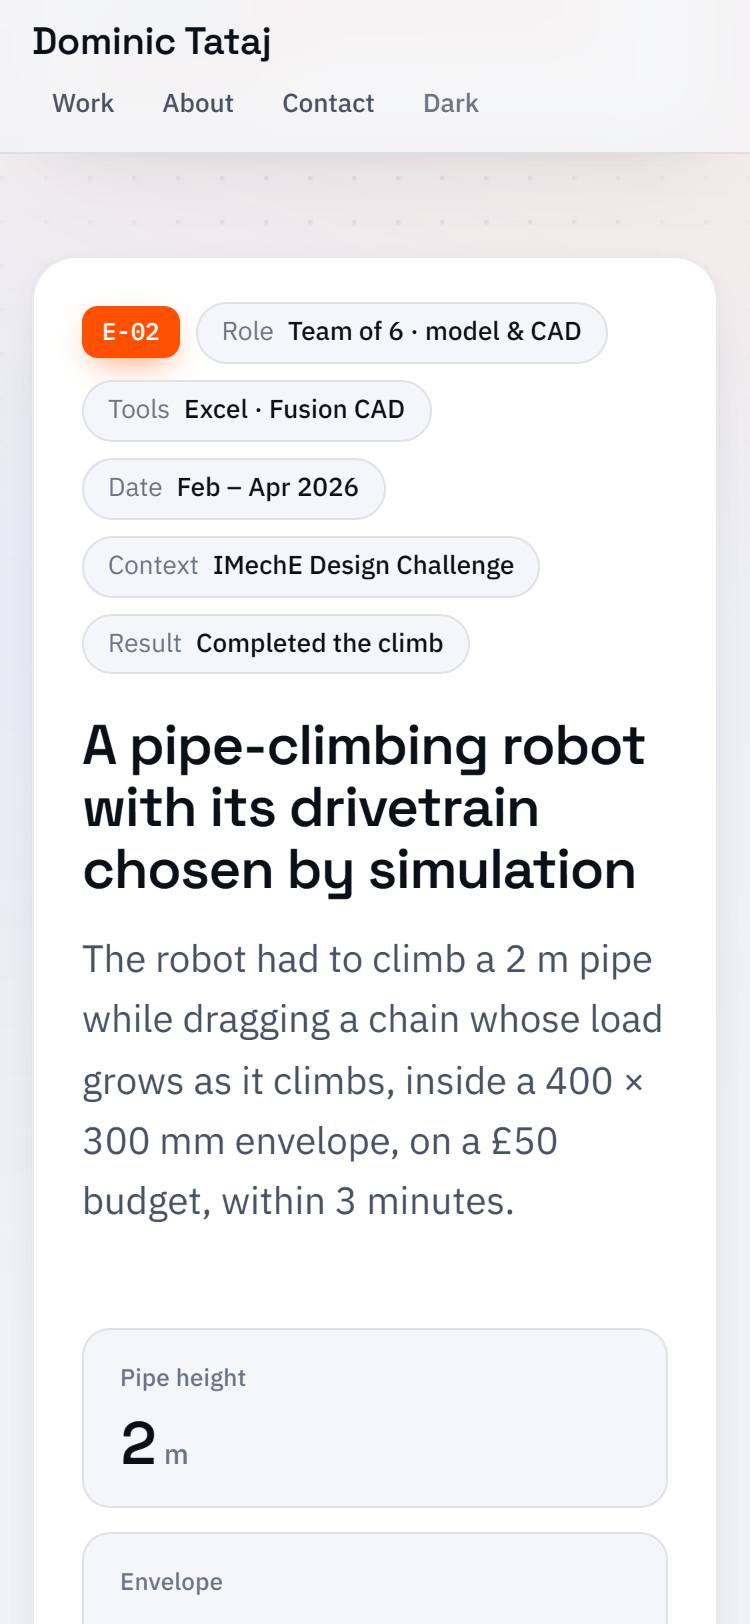 Dominic Tataj
Work About Contact Dark
E-02 Role Team of 6 · model & CAD
Tools Excel · Fusion CAD
Date Feb – Apr 2026
Context IMechE Design Challenge
Result Completed the climb
A pipe-climbing robot
with its drivetrain
chosen by simulation
The robot had to climb a 2 m pipe
while dragging a chain whose load
grows as it climbs, inside a 400 ×
300 mm envelope, on a £50
budget, within 3 minutes.
Pipe height
2 m
Envelope